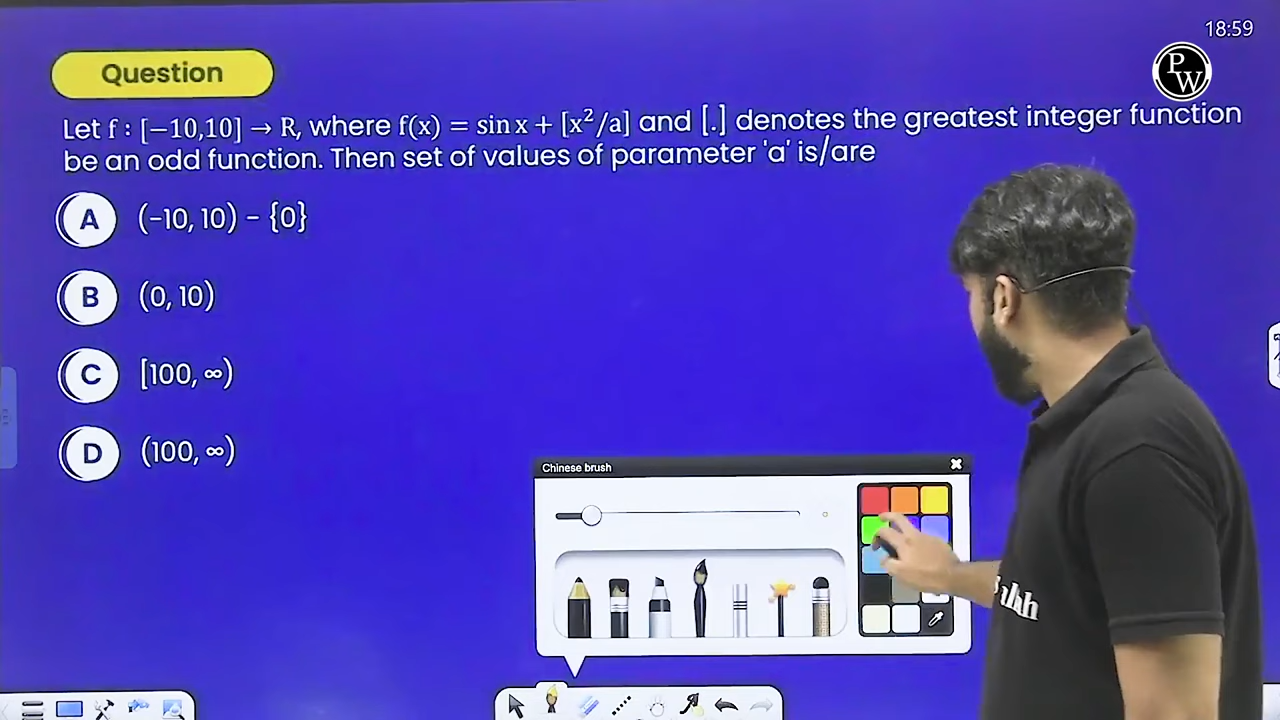 18:59
PW
Question
Let f : [−10,10] → R, where f(x) = sin x + [x²/a] and [.] denotes the greatest integer function
be an odd function. Then set of values of parameter 'a' is/are
A (−10, 10) − {0}
B (0, 10)
C [100, ∞)
D (100, ∞)
Chinese brush